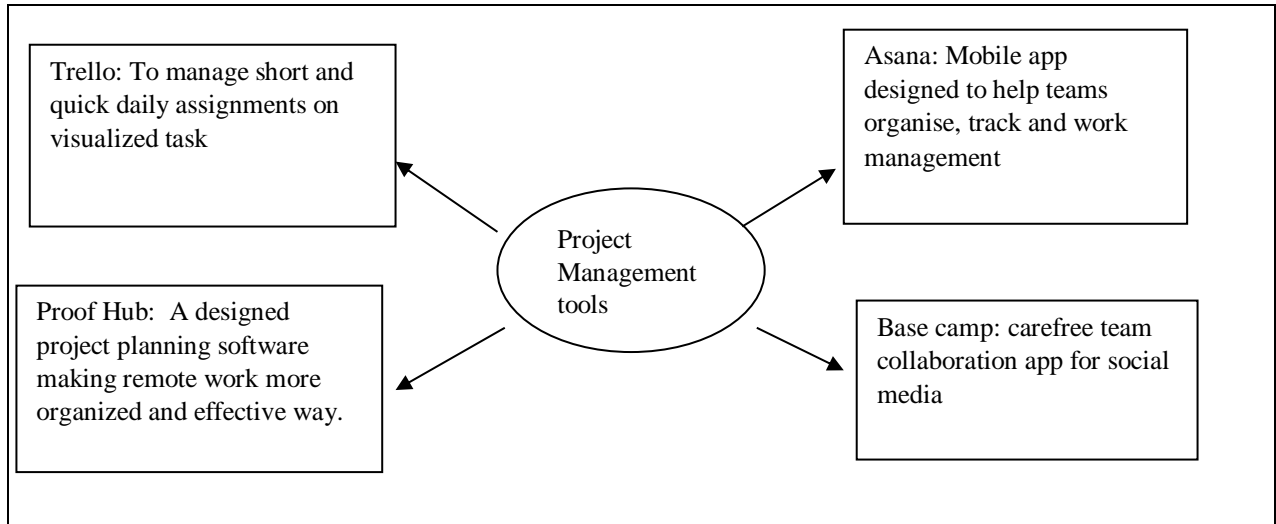 Trello: To manage short and
quick daily assignments on
visualized task
Asana: Mobile app
designed to help teams
organise, track and work
management
Project
Management
tools
Proof Hub:  A designed
project planning software
making remote work more
organized and effective way.
Base camp: carefree team
collaboration app for social
media